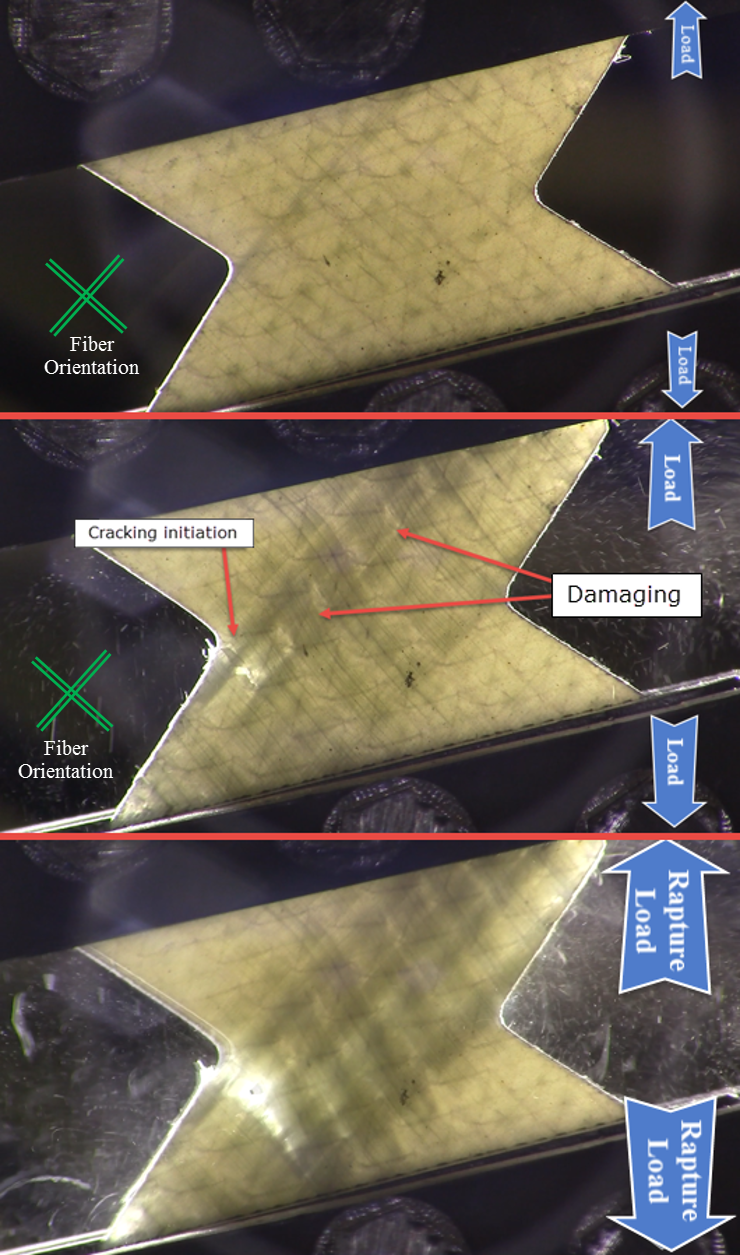 Load
Fiber
Orientation
Load
Load
Cracking initiation
Damaging
Fiber
Orientation
Load
Rapture
Load
Rapture
Load